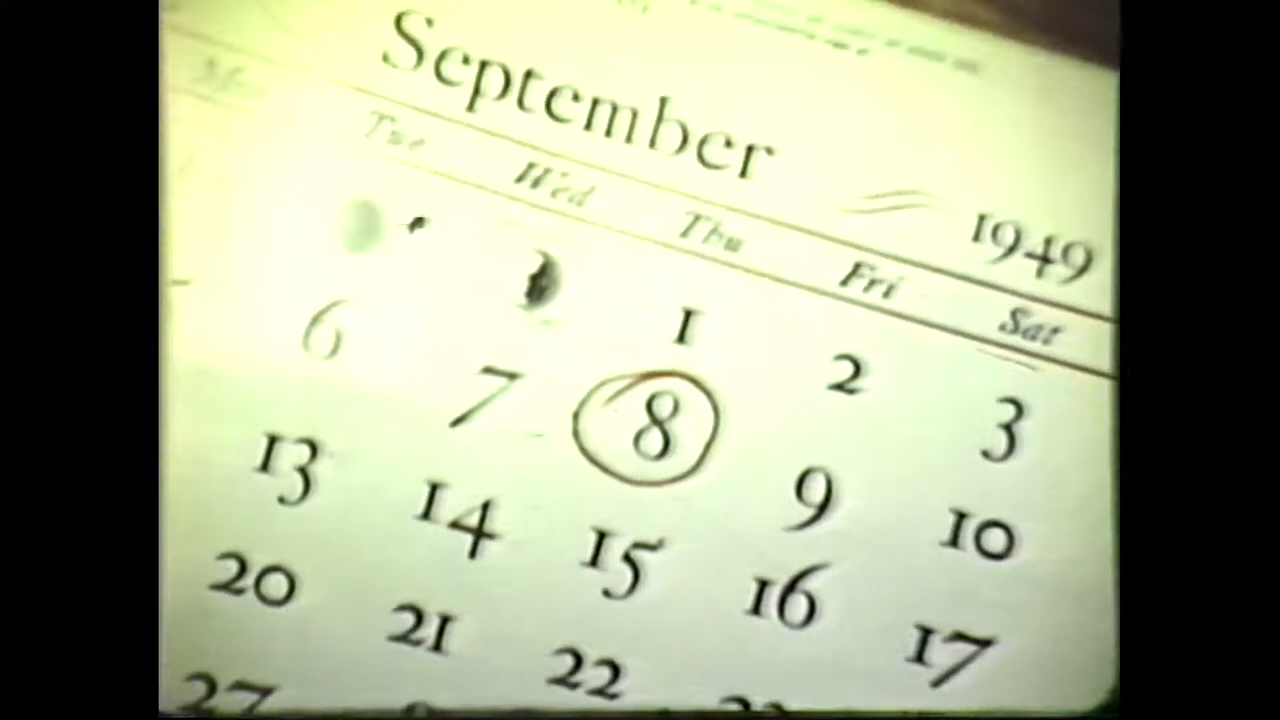 September
1949
Tue Wed Thu Fri Sat
1 2 3
6 7 8 9 10
13 14 15 16 17
20 21 22
27